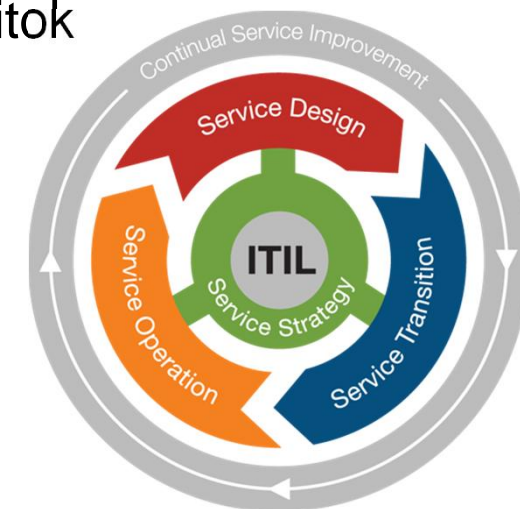 itok
Continual Service Improvement
Service Design
ITIL
Service Strategy
Service Operation
Service Transition